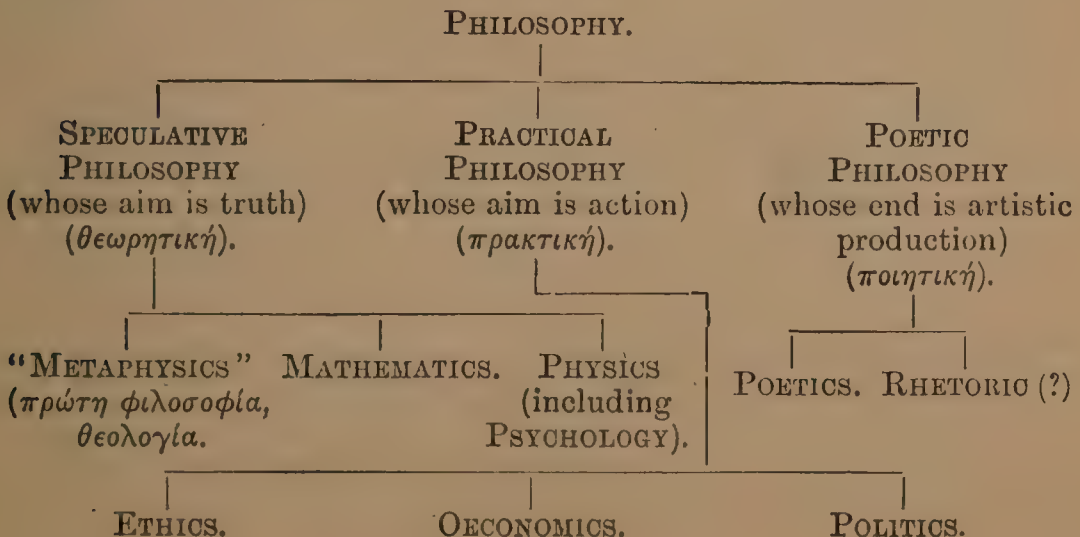 PHILOSOPHY.
SPECULATIVE
PHILOSOPHY
(whose aim is truth)
(θεωρητική).
PRACTICAL
PHILOSOPHY
(whose aim is action)
(πρακτική).
POETIC
PHILOSOPHY
(whose end is artistic
production)
(ποιητική).
"METAPHYSICS"
(πρώτη φιλοσοφία,
θεολογία.
MATHEMATICS.
PHYSICS
(including
PSYCHOLOGY).
POETICS.
RHETORIC (?)
ETHICS.
OECONOMICS.
POLITICS.